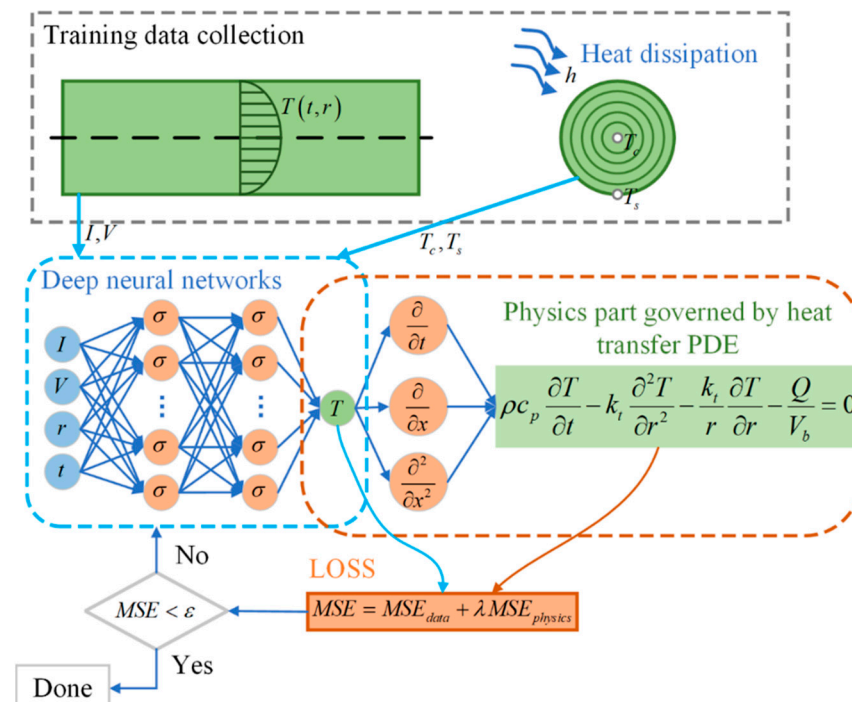 Training data collection
Heat dissipation
h
T(t,r)
T_c
T_s
I,V
T_c,T_s
Deep neural networks
Physics part governed by heat
transfer PDE
I
V
r
t
σ
σ
⋮
σ
σ
σ
σ
⋮
σ
σ
T
∂/∂t
∂/∂x
∂²/∂x²
ρc_p ∂T/∂t − k_t ∂²T/∂r² − k_t/r ∂T/∂r − Q/V_b = 0
No
LOSS
MSE < ε
MSE = MSE_data + λMSE_physics
Yes
Done